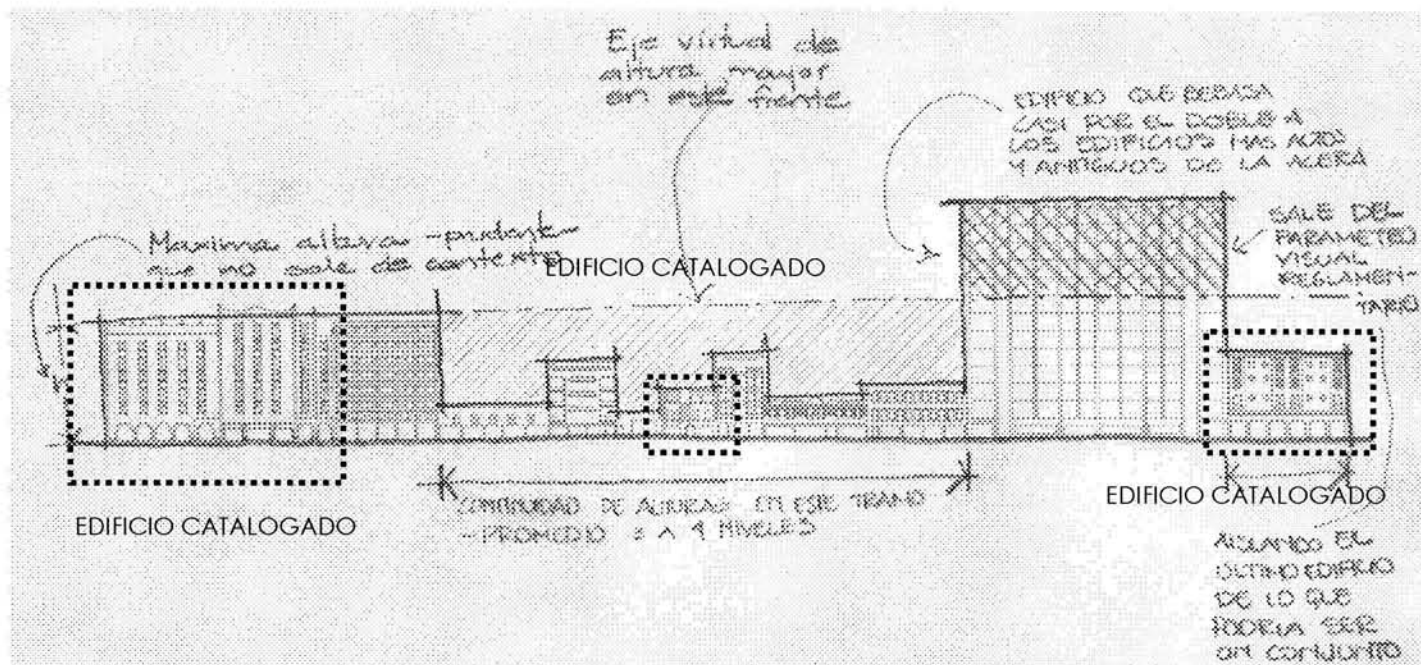 Eje virtual de
altura mayor
en este frente
EDIFICIO QUE REBASA
CASI POR EL DOBLE A
LOS EDIFICIOS MAS ALTOS
Y ANTIGUOS DE LA ACERA
Maxima altura -prudente-
que no sale de contexto
EDIFICIO CATALOGADO
SALE DEL
PARAMETRO
VISUAL
REGLAMEN-
TARIO
EDIFICIO CATALOGADO
CONTINUIDAD DE ALTURAS EN ESTE TRAMO
-PROMEDIO 3 A 4 NIVELES
EDIFICIO CATALOGADO
AISLANDO EL
ULTIMO EDIFICIO
DE LO QUE
PODRIA SER
UN CONJUNTO